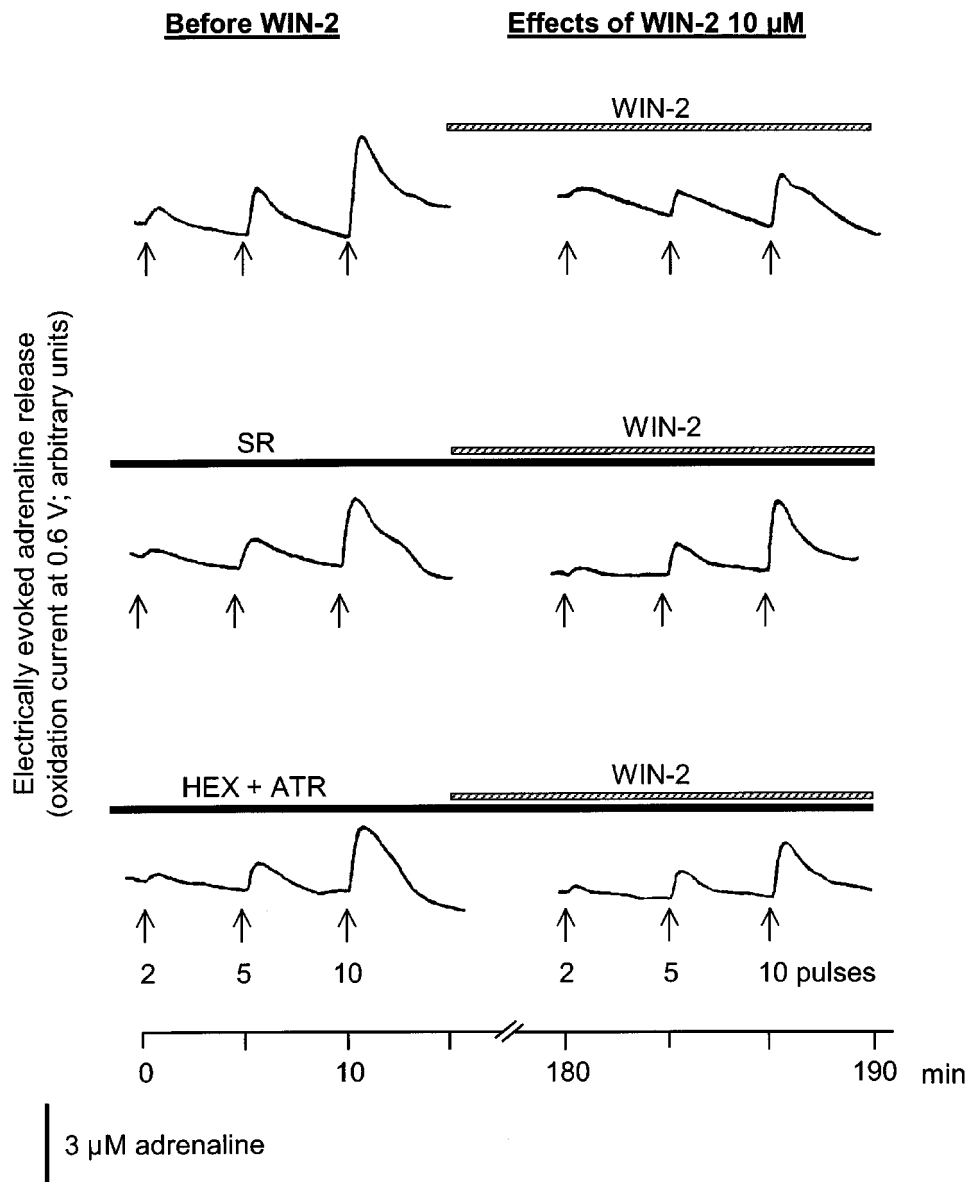 Before WIN-2
Effects of WIN-2 10 µM
WIN-2
Electrically evoked adrenaline release
(oxidation current at 0.6 V; arbitrary units)
SR
WIN-2
HEX + ATR
WIN-2
2 5 10 2 5 10 pulses
0 10 180 190 min
3 µM adrenaline